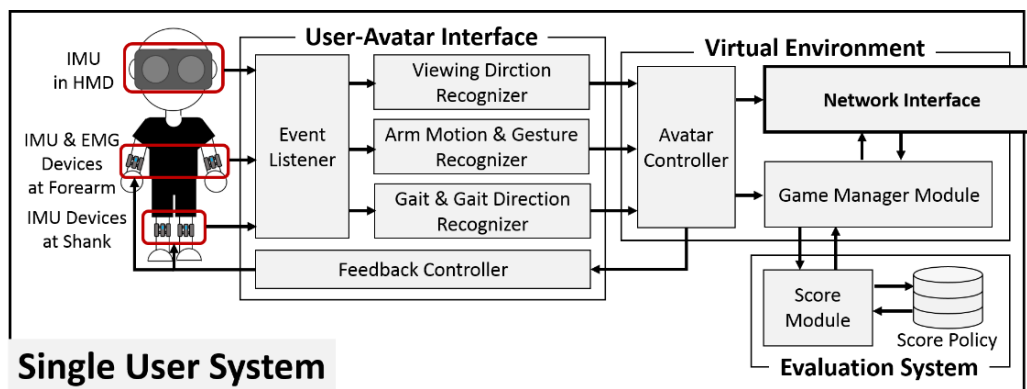 User-Avatar Interface
Virtual Environment
IMU
in HMD
IMU & EMG
Devices
at Forearm
IMU Devices
at Shank
Event
Listener
Viewing Dirction
Recognizer
Arm Motion & Gesture
Recognizer
Gait & Gait Direction
Recognizer
Feedback Controller
Avatar
Controller
Network Interface
Game Manager Module
Score
Module
Score Policy
Evaluation System
Single User System